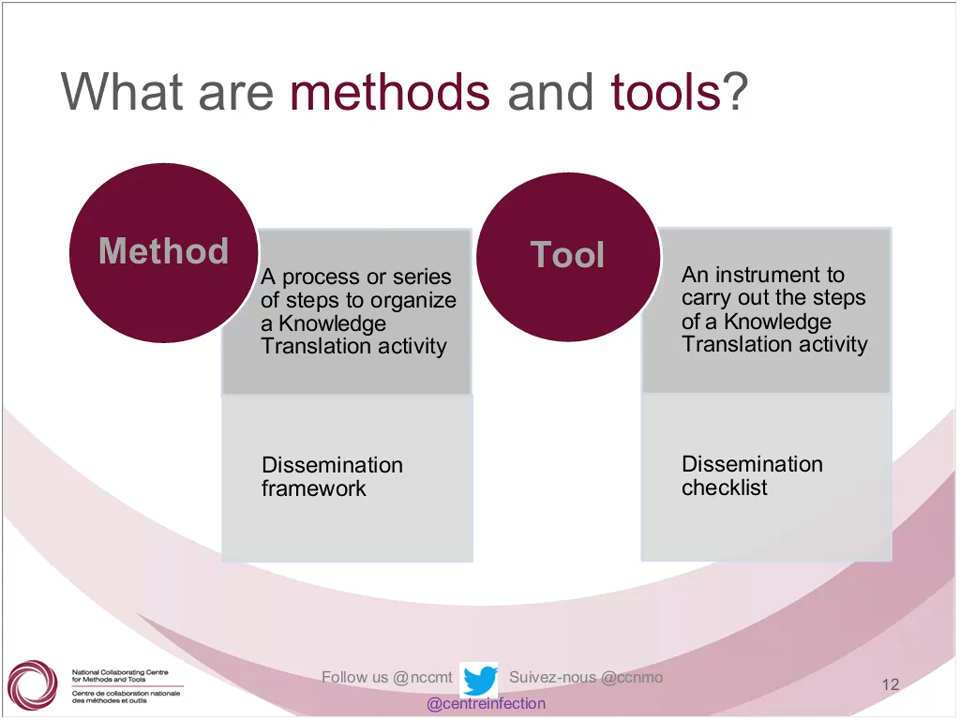 What are methods and tools?
Method
A process or series
of steps to organize
a Knowledge
Translation activity
Dissemination
framework
Tool
An instrument to
carry out the steps
of a Knowledge
Translation activity
Dissemination
checklist
National Collaborating Centre
for Methods and Tools
Centre de collaboration nationale
des méthodes et outils
Follow us @nccmt
Suivez-nous @ccnmo
@centreinfection
12